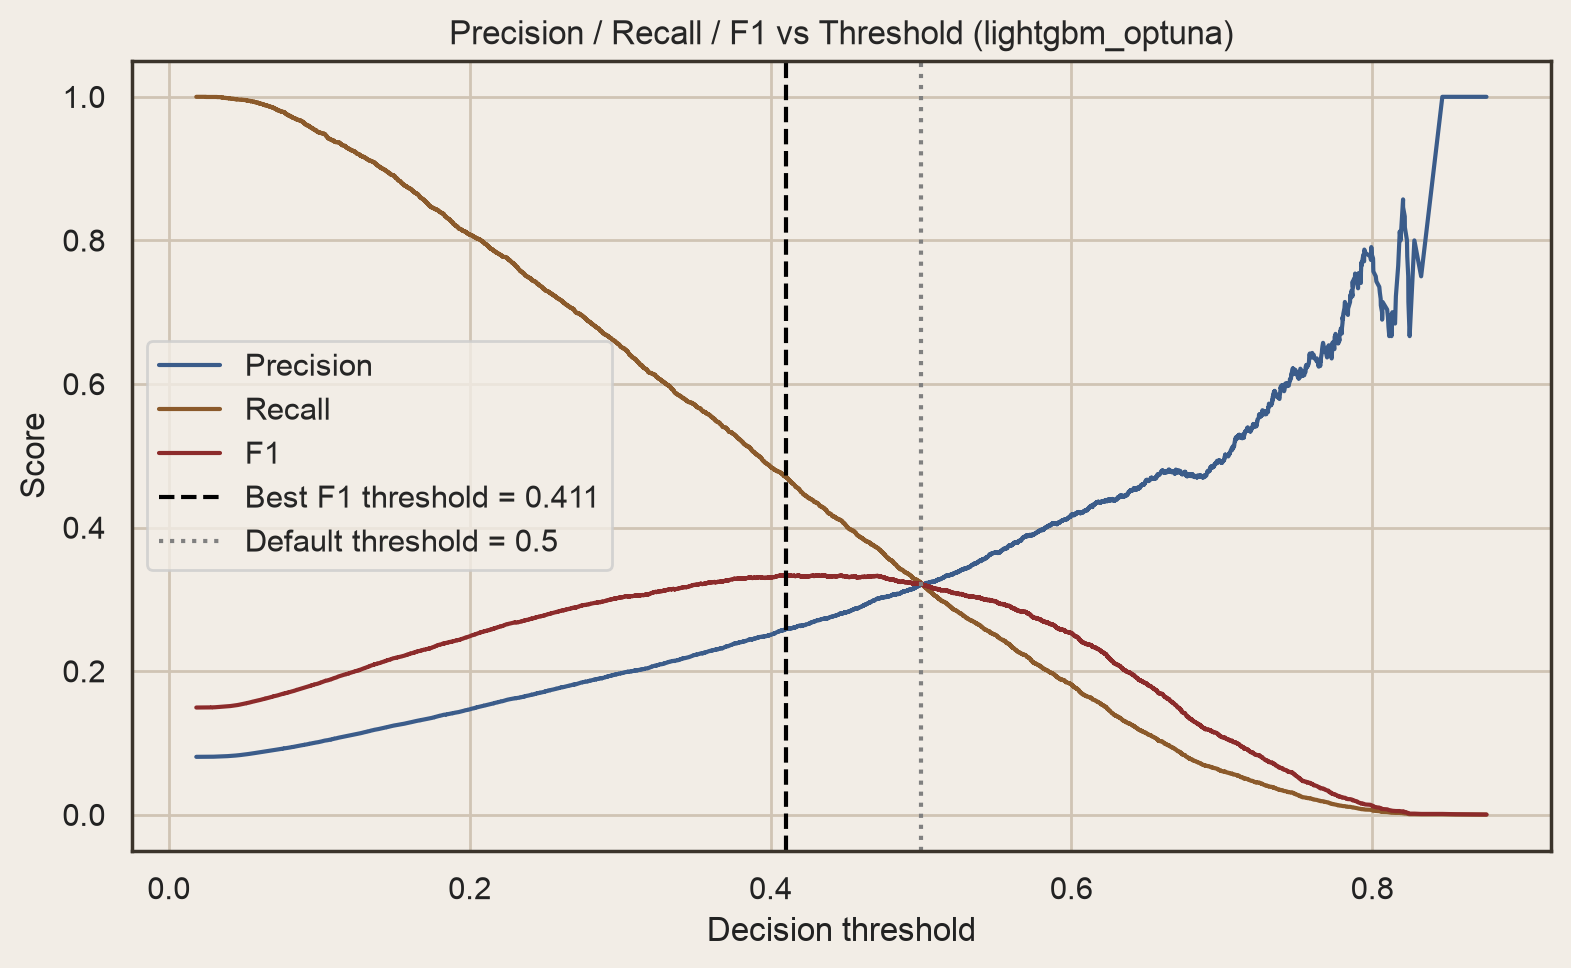 Precision / Recall / F1 vs Threshold (lightgbm_optuna)
1.0
0.8
0.6
0.4
0.2
0.0
Score
Precision
Recall
F1
Best F1 threshold = 0.411
Default threshold = 0.5
0.0 0.2 0.4 0.6 0.8
Decision threshold